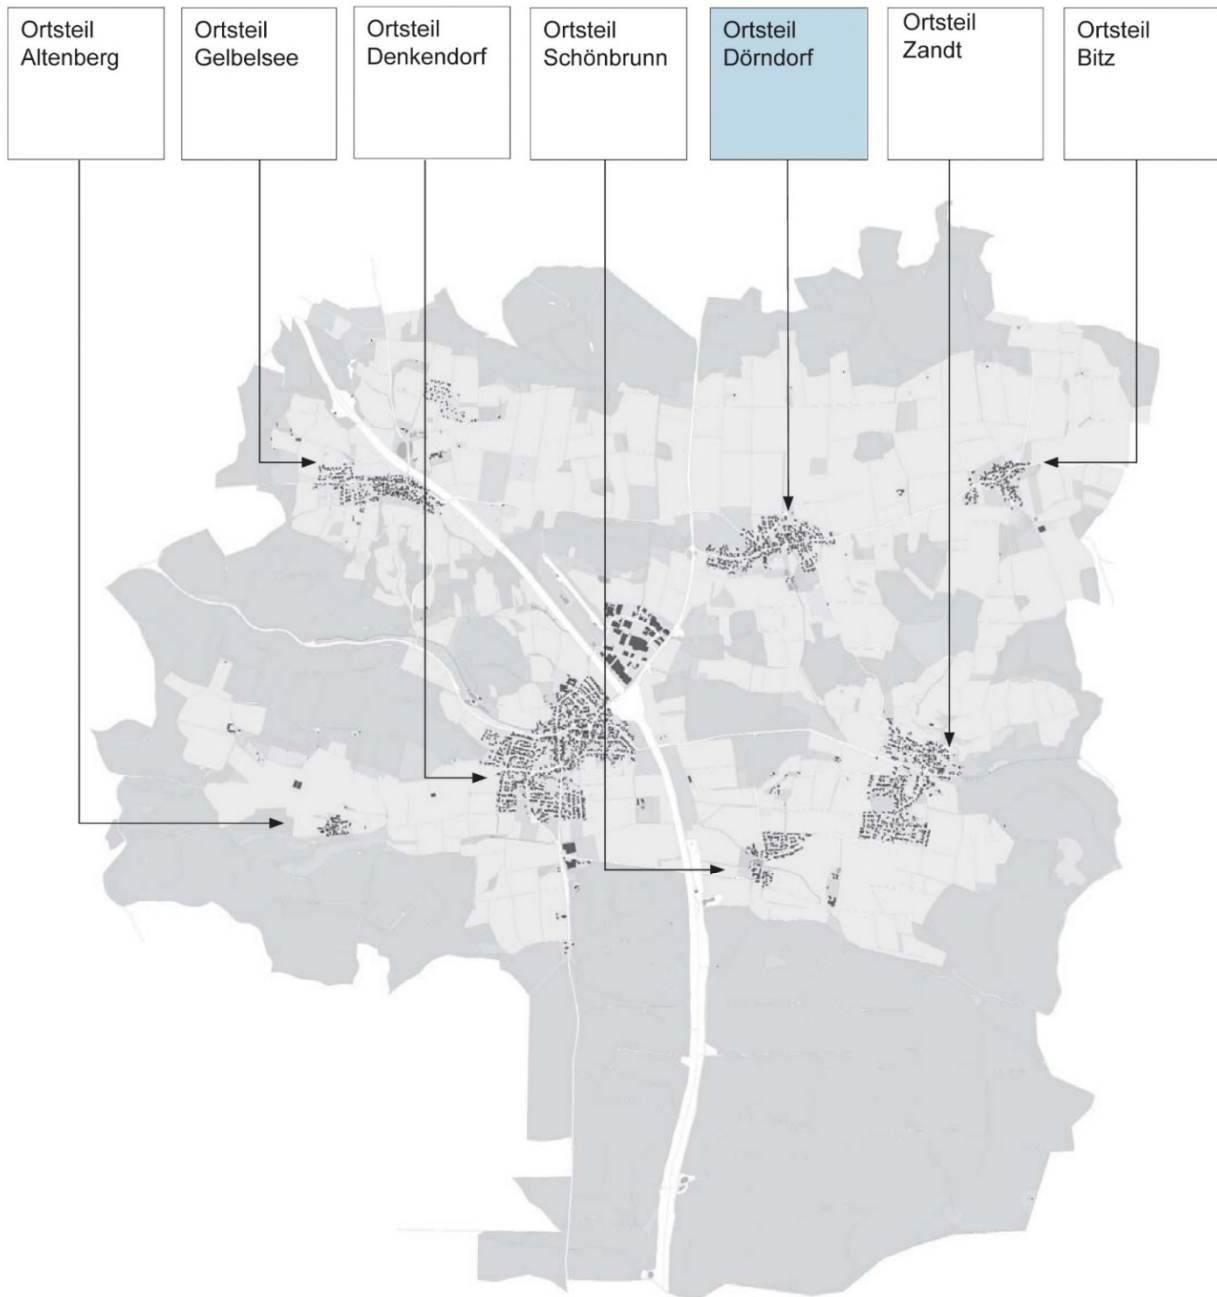 Ortsteil
Altenberg
Ortsteil
Gelbelsee
Ortsteil
Denkendorf
Ortsteil
Schönbrunn
Ortsteil
Dörndorf
Ortsteil
Zandt
Ortsteil
Bitz